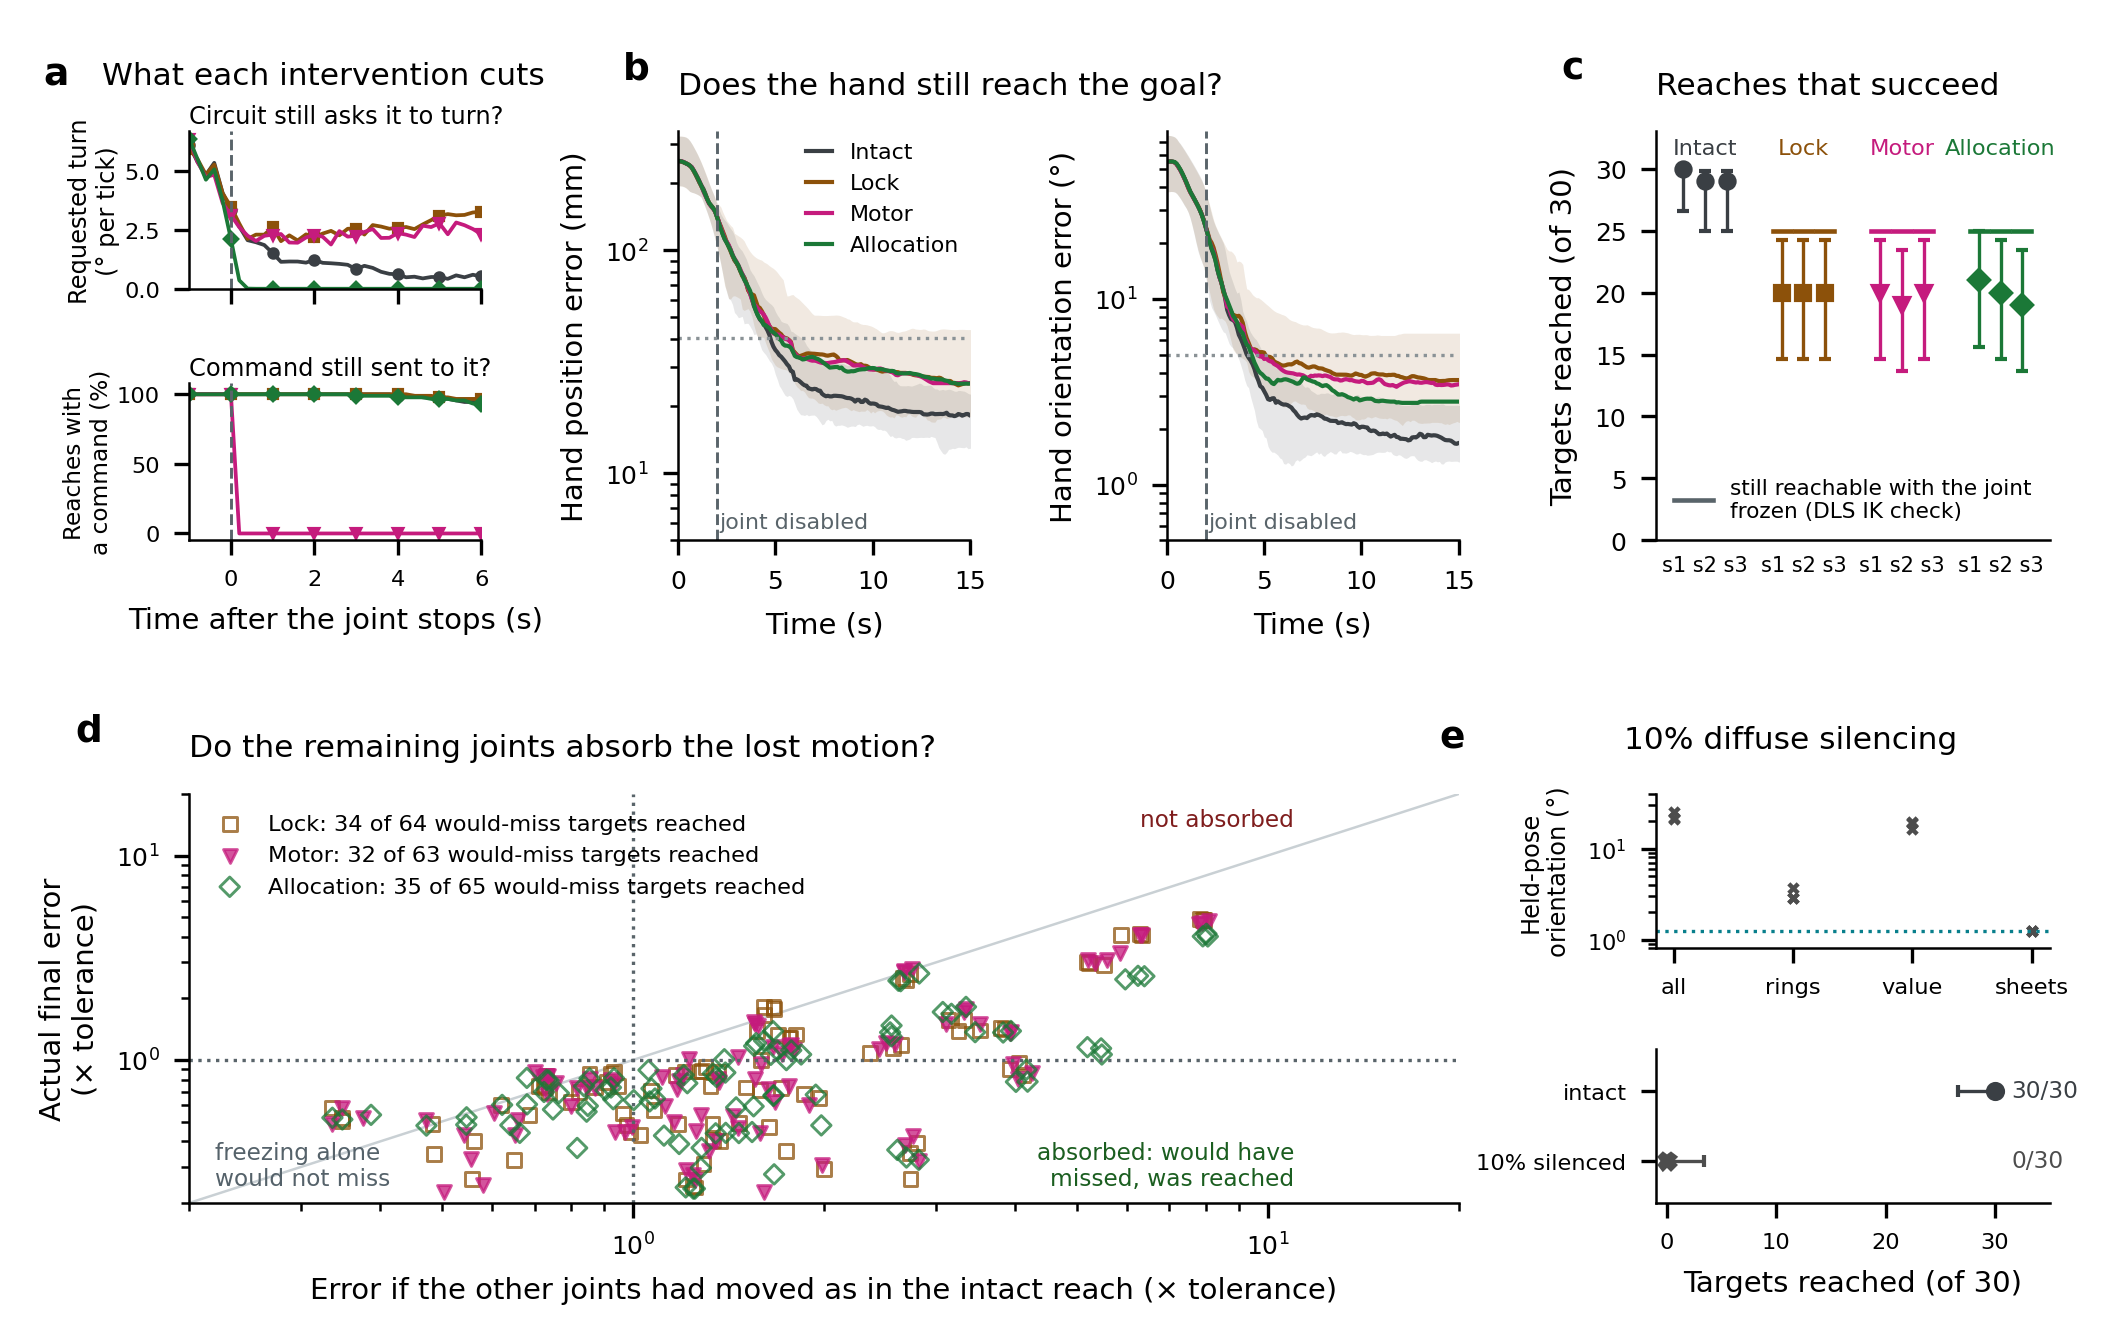 a
What each intervention cuts
Circuit still asks it to turn?
Requested turn
(° per tick)
5.0
2.5
0.0
Command still sent to it?
Reaches with
a command (%)
100
50
0
0
2
4
6
Time after the joint stops (s)
b
Does the hand still reach the goal?
Hand position error (mm)
10²
10¹
Intact
Lock
Motor
Allocation
joint disabled
0
5
10
15
Time (s)
Hand orientation error (°)
10¹
10⁰
joint disabled
0
5
10
15
Time (s)
c
Reaches that succeed
Targets reached (of 30)
30
25
20
15
10
5
0
Intact
Lock
Motor
Allocation
still reachable with the joint
frozen (DLS IK check)
s1 s2 s3
s1 s2 s3
s1 s2 s3
s1 s2 s3
d
Do the remaining joints absorb the lost motion?
Actual final error
(× tolerance)
10¹
10⁰
Lock: 34 of 64 would-miss targets reached
Motor: 32 of 63 would-miss targets reached
Allocation: 35 of 65 would-miss targets reached
not absorbed
freezing alone
would not miss
absorbed: would have
missed, was reached
10⁰
10¹
Error if the other joints had moved as in the intact reach (× tolerance)
e
10% diffuse silencing
Held-pose
orientation (°)
10¹
10⁰
all
rings
value
sheets
intact
30/30
10% silenced
0/30
0
10
20
30
Targets reached (of 30)